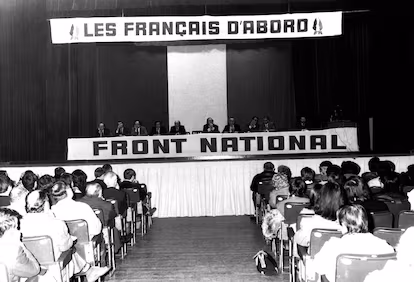 LES FRANÇAIS D'ABORD
FRONT NATIONAL